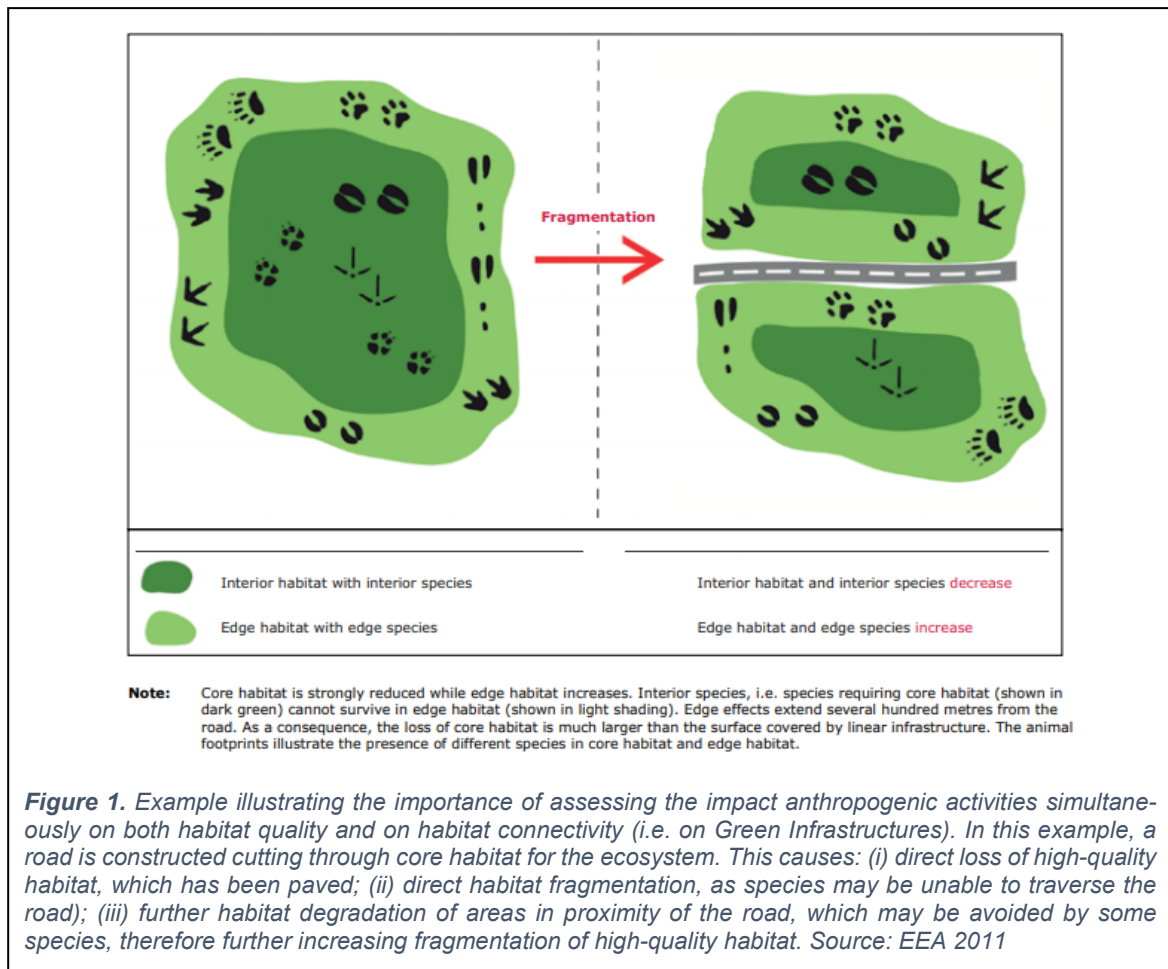 Fragmentation
Interior habitat with interior species
Interior habitat and interior species decrease
Edge habitat with edge species
Edge habitat and edge species increase
Note: Core habitat is strongly reduced while edge habitat increases. Interior species, i.e. species requiring core habitat (shown in
dark green) cannot survive in edge habitat (shown in light shading). Edge effects extend several hundred metres from the
road. As a consequence, the loss of core habitat is much larger than the surface covered by linear infrastructure. The animal
footprints illustrate the presence of different species in core habitat and edge habitat.
Figure 1. Example illustrating the importance of assessing the impact anthropogenic activities simultane-
ously on both habitat quality and on habitat connectivity (i.e. on Green Infrastructures). In this example, a
road is constructed cutting through core habitat for the ecosystem. This causes: (i) direct loss of high-quality
habitat, which has been paved; (ii) direct habitat fragmentation, as species may be unable to traverse the
road); (iii) further habitat degradation of areas in proximity of the road, which may be avoided by some
species, therefore further increasing fragmentation of high-quality habitat. Source: EEA 2011